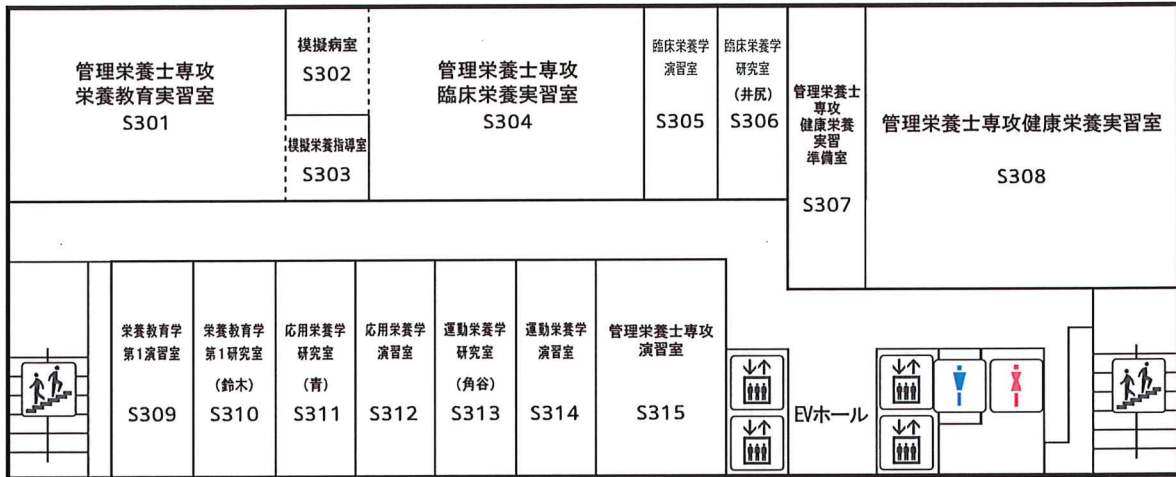 管理栄養士専攻
栄養教育実習室
S301
模擬病室
S302
模擬栄養指導室
S303
管理栄養士専攻
臨床栄養実習室
S304
臨床栄養学
演習室
S305
臨床栄養学
研究室
(井尻)
S306
管理栄養士
専攻
健康栄養
実習
準備室
S307
管理栄養士専攻健康栄養実習室
S308
栄養教育学
第1演習室
S309
栄養教育学
第1研究室
(鈴木)
S310
応用栄養学
研究室
(青)
S311
応用栄養学
演習室
S312
運動栄養学
研究室
(角谷)
S313
運動栄養学
演習室
S314
管理栄養士専攻
演習室
S315
EVホール